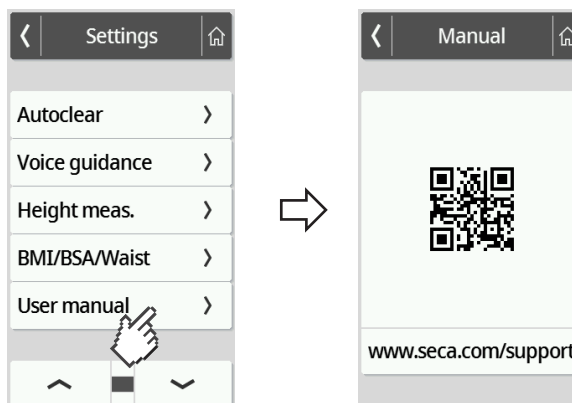 Settings
Autoclear
Voice guidance
Height meas.
BMI/BSA/Waist
User manual
Manual
www.seca.com/support